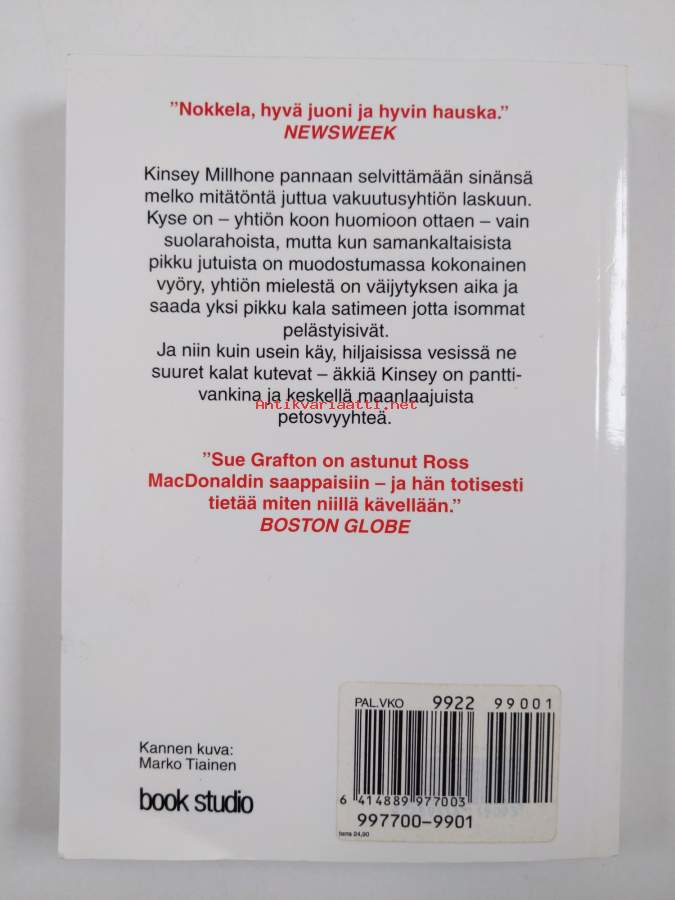 ”Nokkela, hyvä juoni ja hyvin hauska.”
NEWSWEEK
Kinsey Millhone pannaan selvittämään sinänsä
melko mitätöntä juttua vakuutusyhtiön laskuun.
Kyse on – yhtiön koon huomioon ottaen – vain
suolarahoista, mutta kun samankaltaisista
pikku jutuista on muodostumassa kokonainen
vyöry, yhtiön mielestä on väijytyksen aika ja
saada yksi pikku kala satimeen jotta isommat
pelästyisivät.
Ja niin kuin usein käy, hiljaisissa vesissä ne
suuret kalat kutevat – äkkiä Kinsey on pantti-
vankina ja keskellä maanlaajuista
Antikvariaatti.net
petosvyyhteä.
”Sue Grafton on astunut Ross
MacDonaldin saappaisiin – ja hän totisesti
tietää miten niillä kävellään.”
BOSTON GLOBE
PAL.VKO 9922 99001
Kannen kuva:
Marko Tiainen
book studio
6 414889 977003
997700-9901